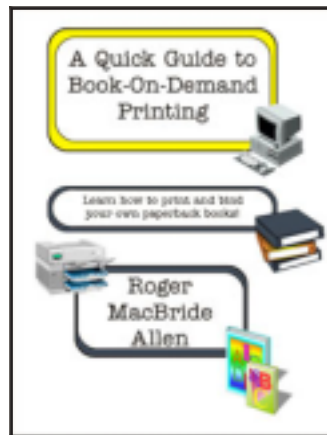 A Quick Guide to
Book-On-Demand
Printing
Learn how to print and bind
your own paperback books!
Roger
MacBride
Allen